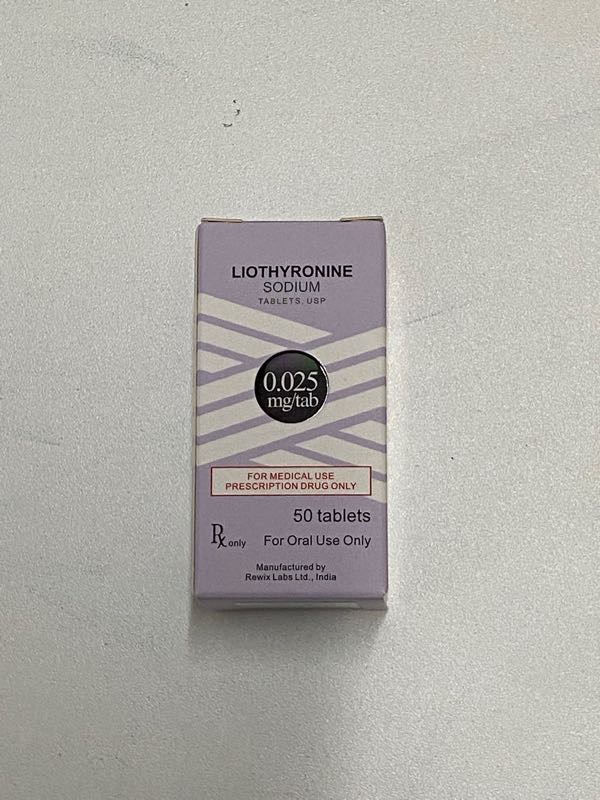 LIOTHYRONINE
SODIUM
TABLETS, USP
0.025
mg/tab
FOR MEDICAL USE
PRESCRIPTION DRUG ONLY
50 tablets
Rx only
For Oral Use Only
Manufactured by
Rewix Labs Ltd., India